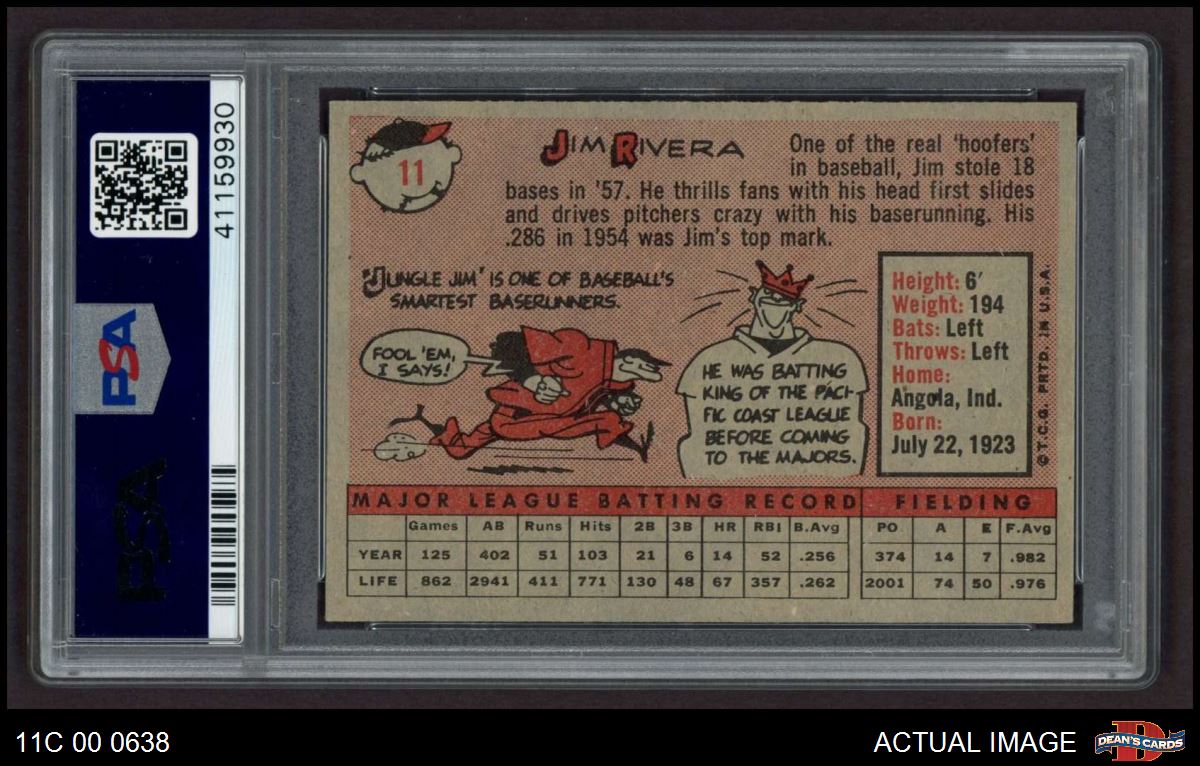 41159930
PSA
PSA
11
JIM RIVERA
One of the real 'hoofers'
in baseball, Jim stole 18
bases in '57. He thrills fans with his head first slides
and drives pitchers crazy with his baserunning. His
.286 in 1954 was Jim's top mark.
"JUNGLE JIM" IS ONE OF BASEBALL'S
SMARTEST BASERUNNERS.
FOOL 'EM,
I SAYS!
HE WAS BATTING
KING OF THE PACI-
FIC COAST LEAGUE
BEFORE COMING
TO THE MAJORS.
Height: 6'
Weight: 194
Bats: Left
Throws: Left
Home:
Angola, Ind.
Born:
July 22, 1923
©T.C.G. PRTD. IN U.S.A.
MAJOR LEAGUE BATTING RECORD FIELDING
Games AB Runs Hits 2B 3B HR RBI B.Avg PO A E F.Avg
YEAR 125 402 51 103 21 6 14 52 .256 374 14 7 .982
LIFE 862 2941 411 771 130 48 67 357 .262 2001 74 50 .976
11C 00 0638
ACTUAL IMAGE
D
DEAN'S CARDS